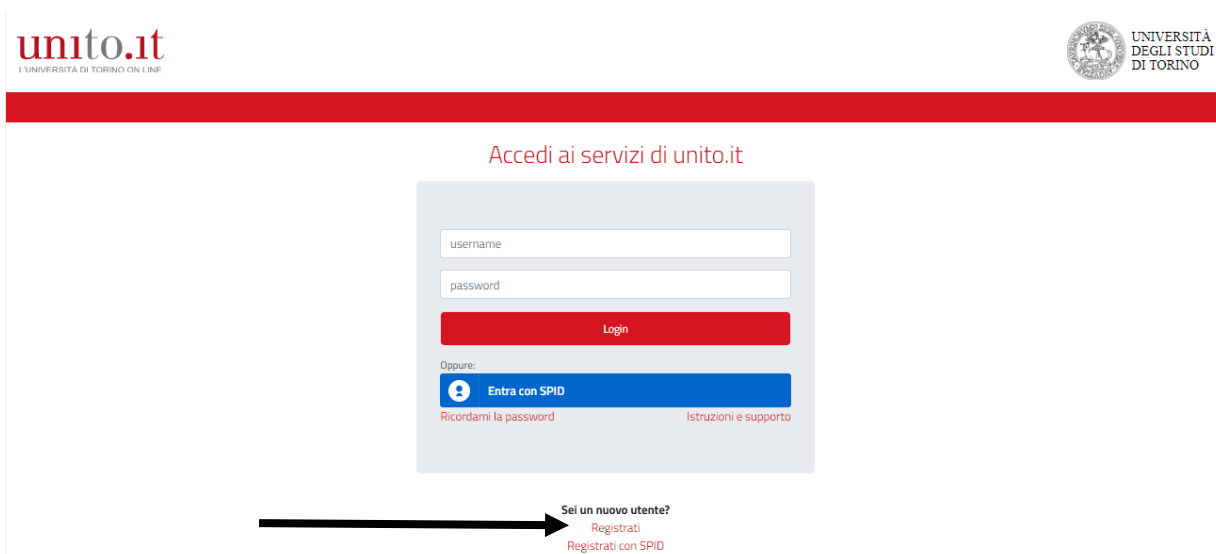 unito.it
L'UNIVERSITÀ DI TORINO ON LINE
UNIVERSITÀ
DEGLI STUDI
DI TORINO
Accedi ai servizi di unito.it
username
password
Login
Oppure:
Entra con SPID
Ricordami la password
Istruzioni e supporto
Sei un nuovo utente?
Registrati
Registrati con SPID